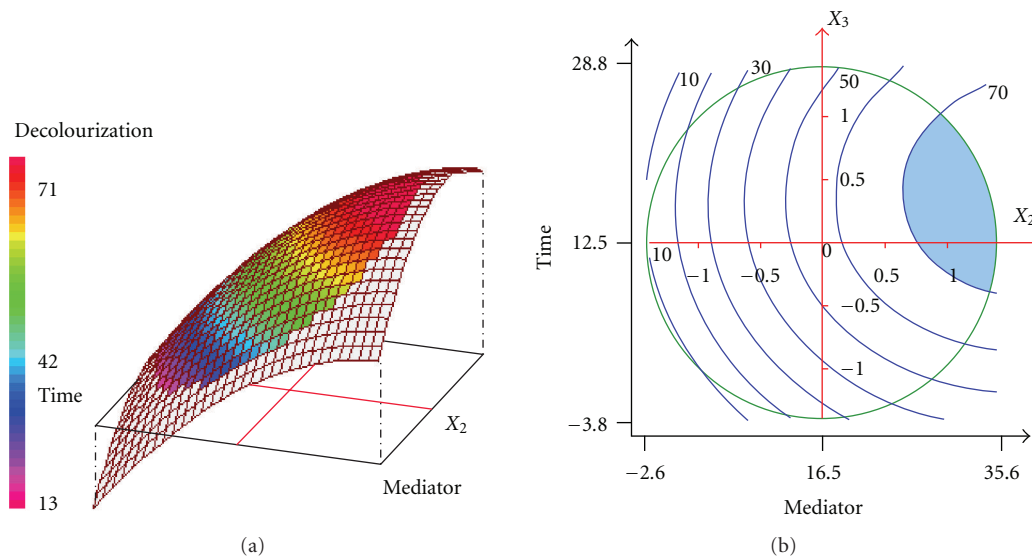 Decolourization
71
42
Time
13
X2
Mediator
(a)
X3
28.8
10
30
50
70
1
0.5
X2
Time
12.5
10
−1
−0.5
0
0.5
1
−0.5
−1
−3.8
−2.6
16.5
35.6
Mediator
(b)